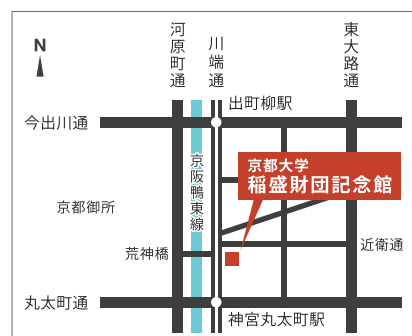 河原町通
川端通
東大路通
N
出町柳駅
今出川通
京都大学
稲盛財団記念館
京阪鴨東線
京都御所
近衛通
荒神橋
丸太町通
神宮丸太町駅